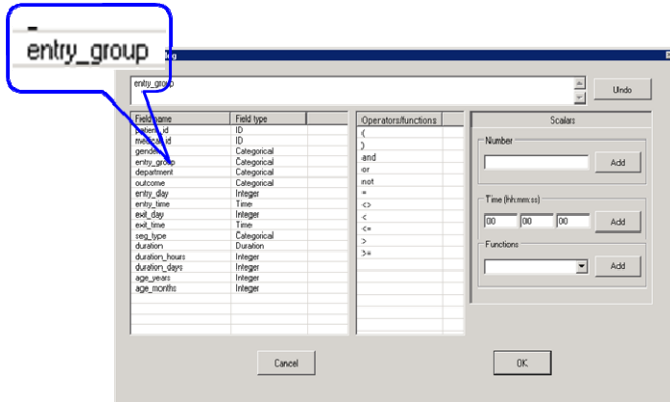 entry_group
entry_group
Undo
Field name Field type
patient_id ID
medical_id ID
gender Categorical
entry_group Categorical
department Categorical
outcome Categorical
entry_day Integer
entry_time Time
exit_day Integer
exit_time Time
seg_type Categorical
duration Duration
duration_hours Integer
duration_days Integer
age_years Integer
age_months Integer
Operators/functions
(
)
and
or
not
=
<>
<
<=
>
>=
Scalars
Number
Add
Time (hh:mm:ss)
00 00 00 Add
Functions
Add
Cancel
OK